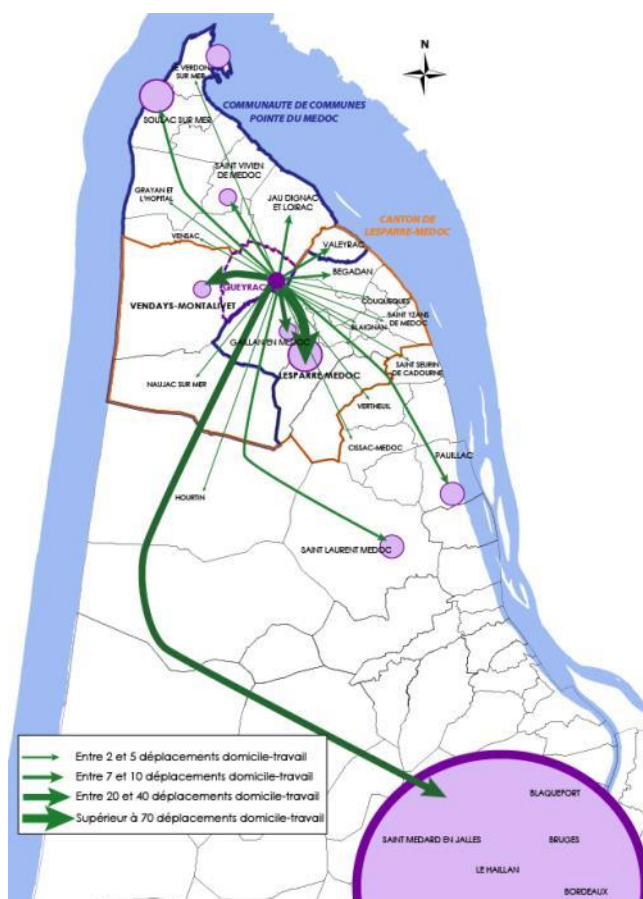 N
LE VERDON
SUR MER
SOULAC SUR MER
COMMUNAUTE DE COMMUNES
POINTE DU MEDOC
SAINT VIVIEN
DE MEDOC
GRAYAN ET
L'HOPITAL
JAU DIGNAC
ET LOIRAC
CANTON DE
LESPARRE-MEDOC
VENSAC
VALEYRAC
BEGADAN
QUEYRAC
VENDAYS-MONTALIVET
COUQUEQUES
SAINT YZANS
DE MEDOC
BLAIGNAN
GAILLAN EN MEDOC
LESPARRE-MEDOC
SAINT SEURIN
DE CADOURNE
NAUJAC SUR MER
VERTHEUIL
CISSAC-MEDOC
PAUILLAC
HOURTIN
SAINT LAURENT MEDOC
Entre 2 et 5 déplacements domicile-travail
Entre 7 et 10 déplacements domicile-travail
Entre 20 et 40 déplacements domicile-travail
Supérieur à 70 déplacements domicile-travail
BLAQUEFORT
SAINT MEDARD EN JALLES
BRUGES
LE HAILLAN
BORDEAUX